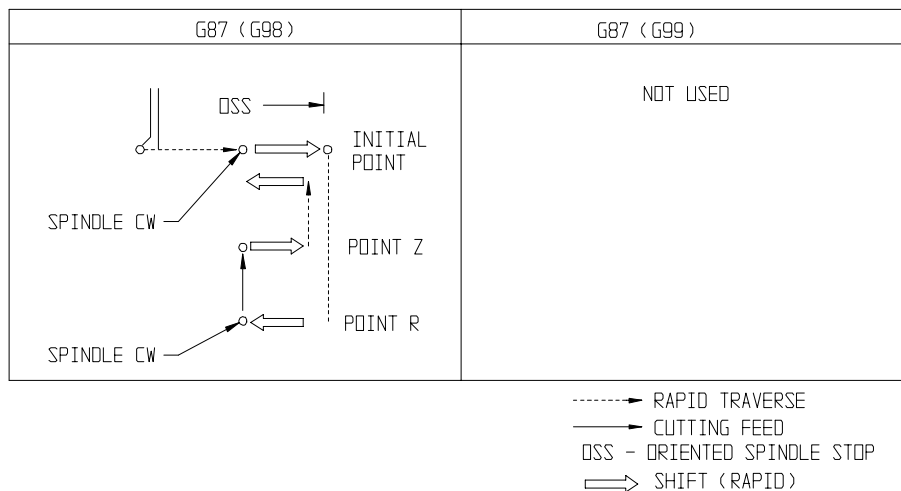 G87 (G98)
G87 (G99)
OSS
NOT USED
INITIAL
POINT
SPINDLE CW
POINT Z
POINT R
SPINDLE CW
RAPID TRAVERSE
CUTTING FEED
OSS - ORIENTED SPINDLE STOP
SHIFT (RAPID)